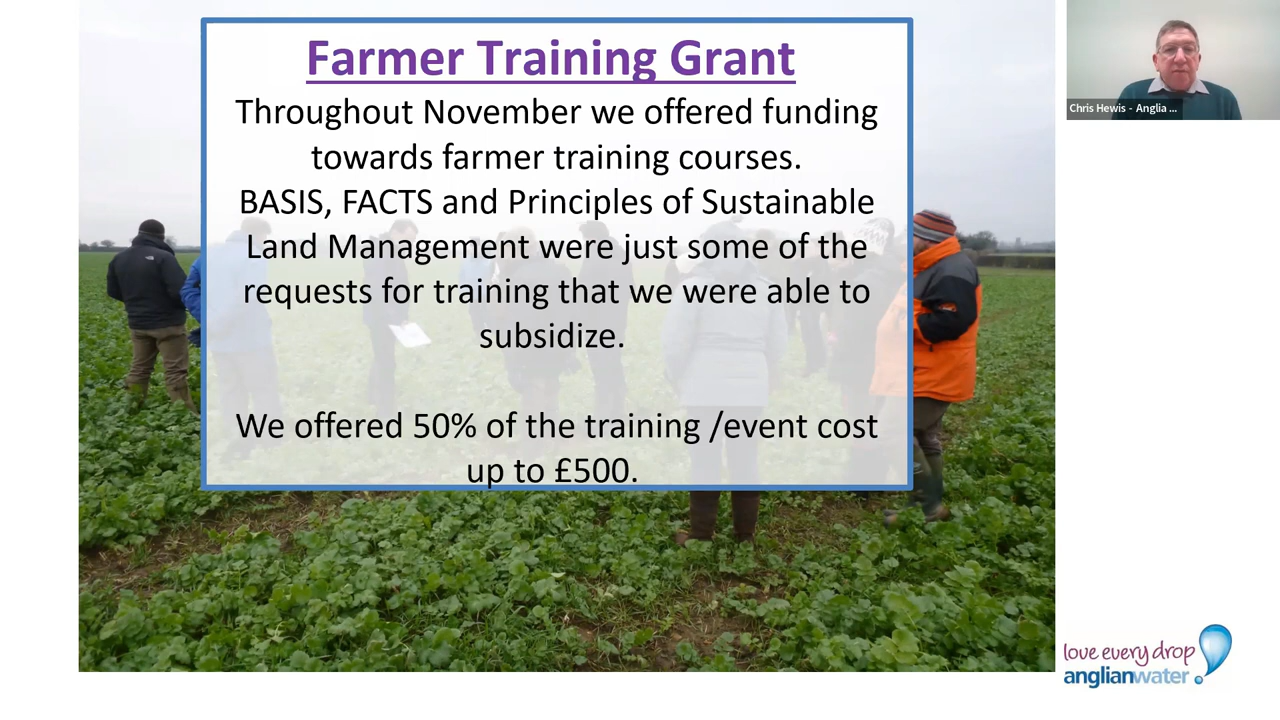 Farmer Training Grant
Throughout November we offered funding
towards farmer training courses.
BASIS, FACTS and Principles of Sustainable
Land Management were just some of the
requests for training that we were able to
subsidize.
We offered 50% of the training /event cost
up to £500.
Chris Hewis - Anglia ...
love every drop
anglianwater